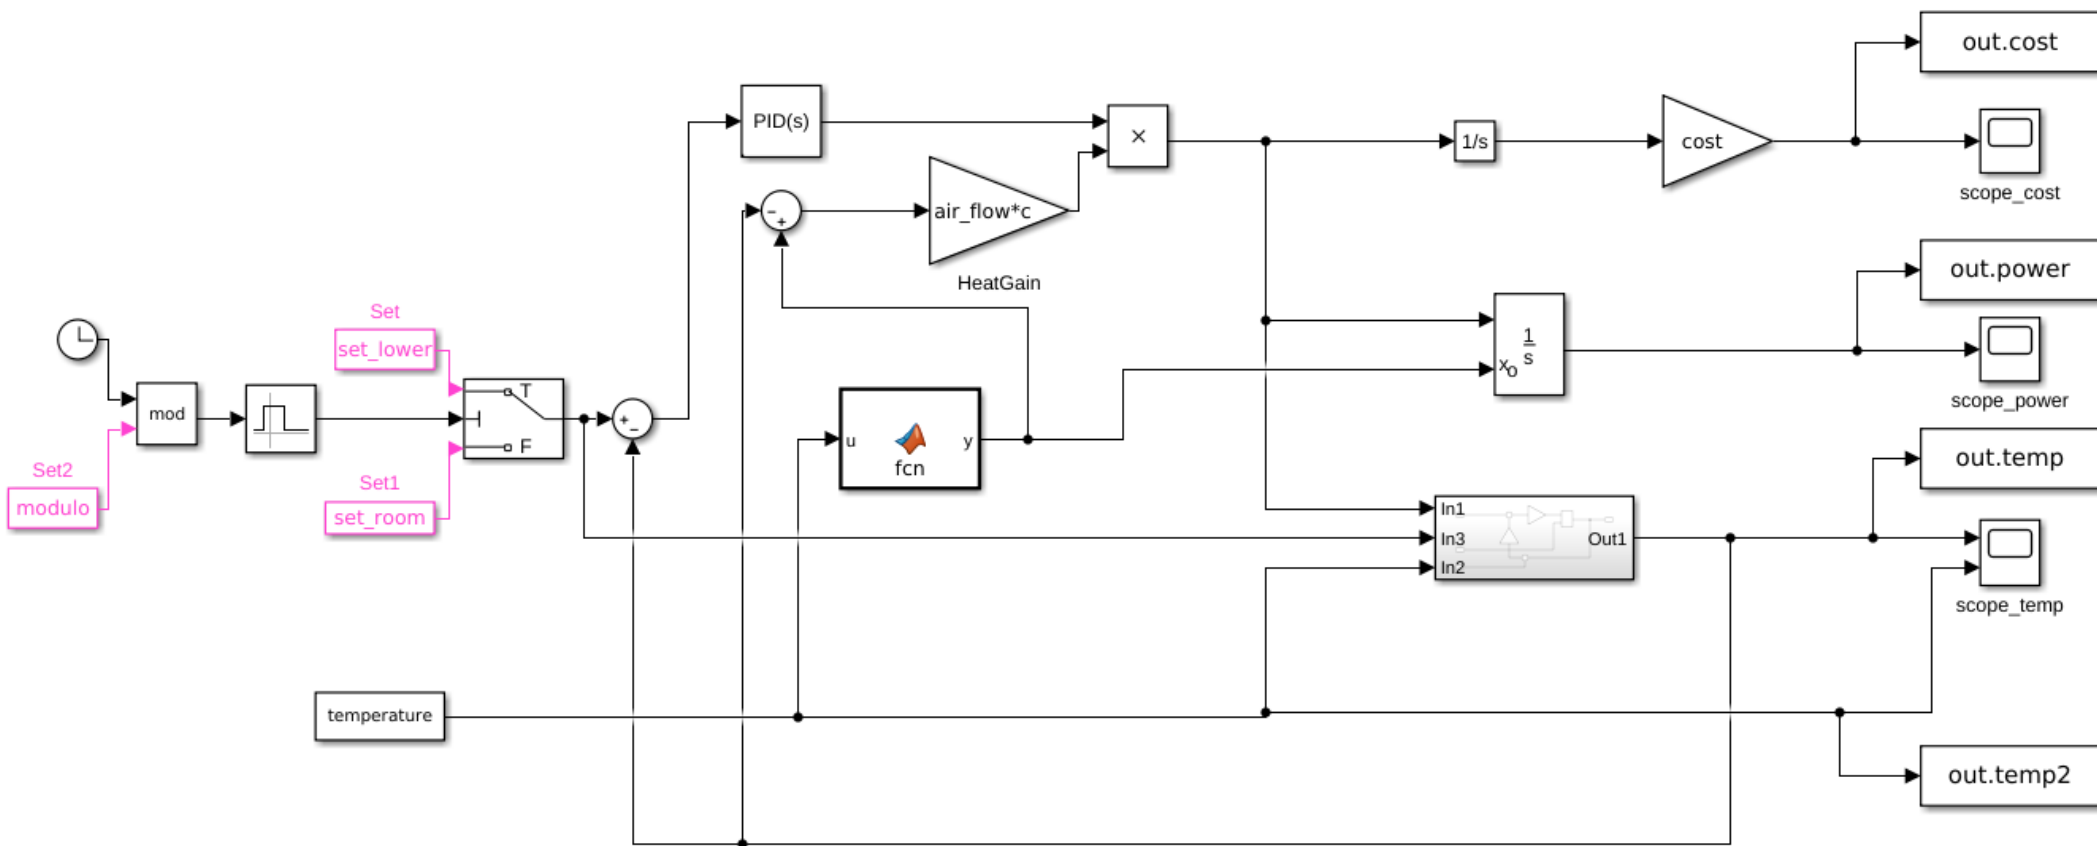 out.cost
PID(s)
×
1/s
cost
scope_cost
−
+
air_flow*c
HeatGain
out.power
Set
set_lower
1
s
xo
scope_power
T
mod
+
−
u
fcn
y
F
out.temp
Set2
modulo
Set1
set_room
In1
In3
In2
Out1
scope_temp
temperature
out.temp2